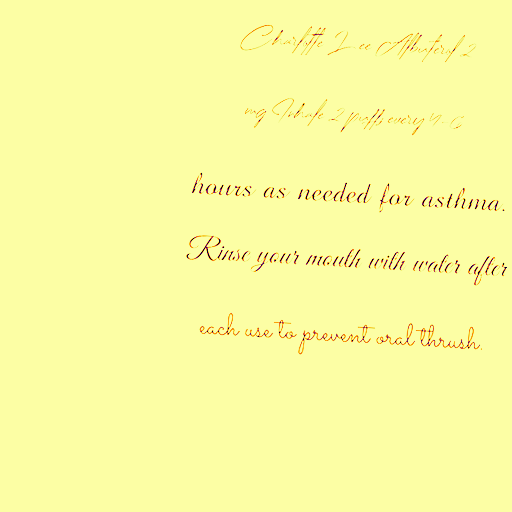 Charlotte Lee Albuterol 2
mg Inhale 2 puffs every 4-6
hours as needed for asthma.
Rinse your mouth with water after
each use to prevent oral thrush.